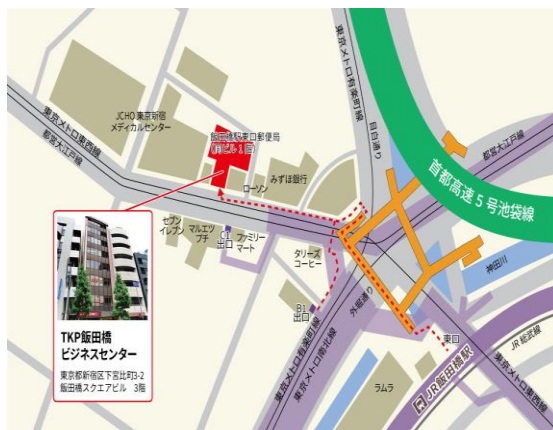 東京メトロ有楽町線
目白通り
首都高速5号池袋線
都営大江戸線
東京メトロ東西線
都営大江戸線
JCHO東京新宿
メディカルセンター
飯田橋駅東口郵便局
みずほ銀行
ローソン
セブン
イレブン
マルエツ
プチ
C1
出口
ファミリー
マート
タリーズ
コーヒー
B1
出口
外堀通り
神田川
東口
JR総武線
JR飯田橋駅
東京メトロ東西線
東京メトロ有楽町線
東京メトロ南北線
ラムラ
TKP飯田橋
ビジネスセンター
東京都新宿区下宮比町3-2
飯田橋スクエアビル 3階